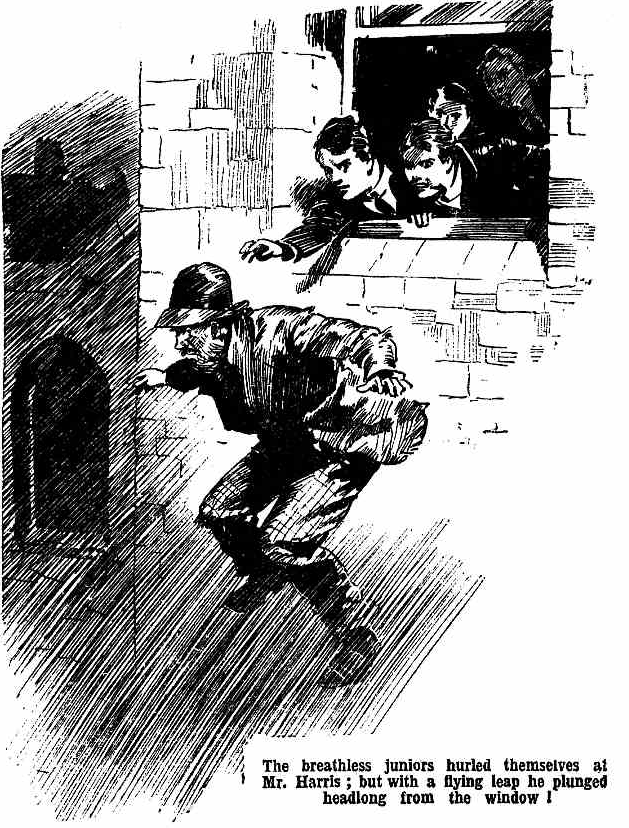 The breathless juniors hurled themselves at
Mr. Harris ; but with a flying leap he plunged
headlong from the window !